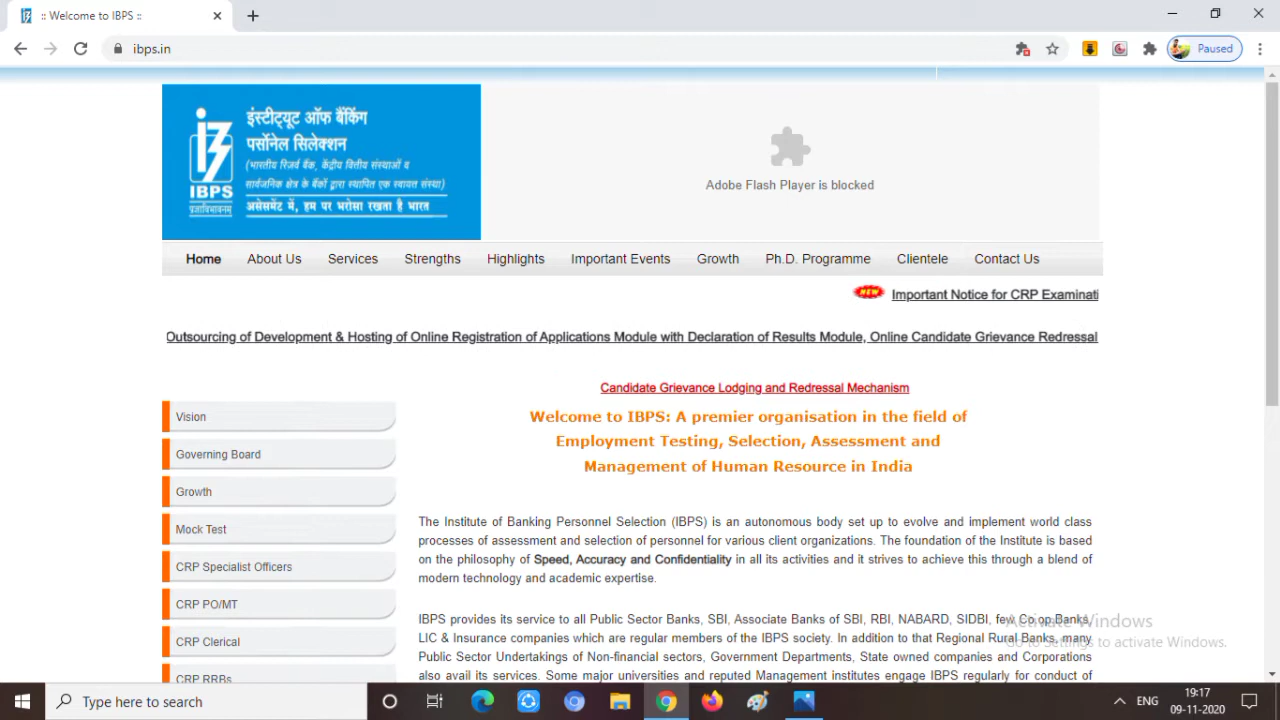 :: Welcome to IBPS ::
ibps.in
Paused
इंस्टीट्यूट ऑफ बैंकिंग
पर्सोनेल सिलेक्शन
(भारतीय रिज़र्व बैंक, केंद्रीय वित्तीय संस्थाओं व
सार्वजनिक क्षेत्र के बैंकों द्वारा स्थापित एक स्वायत्त संस्था)
IBPS
असेसमेंट में, हम पर भरोसा रखता है भारत
Adobe Flash Player is blocked
Home About Us Services Strengths Highlights Important Events Growth Ph.D. Programme Clientele Contact Us
NEW Important Notice for CRP Examinati
Outsourcing of Development & Hosting of Online Registration of Applications Module with Declaration of Results Module, Online Candidate Grievance Redressal
Candidate Grievance Lodging and Redressal Mechanism
Welcome to IBPS: A premier organisation in the field of
Employment Testing, Selection, Assessment and
Management of Human Resource in India
Vision
Governing Board
Growth
Mock Test
CRP Specialist Officers
CRP PO/MT
CRP Clerical
CRP RRBs
The Institute of Banking Personnel Selection (IBPS) is an autonomous body set up to evolve and implement world class
processes of assessment and selection of personnel for various client organizations. The foundation of the Institute is based
on the philosophy of Speed, Accuracy and Confidentiality in all its activities and it strives to achieve this through a blend of
modern technology and academic expertise.
IBPS provides its service to all Public Sector Banks, SBI, Associate Banks of SBI, RBI, NABARD, SIDBI, few Co.op.Banks,
LIC & Insurance companies which are regular members of the IBPS society. In addition to that Regional Rural Banks, many
Public Sector Undertakings of Non-financial sectors, Government Departments, State owned companies and Corporations
also avail its services. Some major universities and reputed Management institutes engage IBPS regularly for conduct of
Activate Windows
Go to Settings to activate Windows.
Type here to search
ENG
19:17
09-11-2020